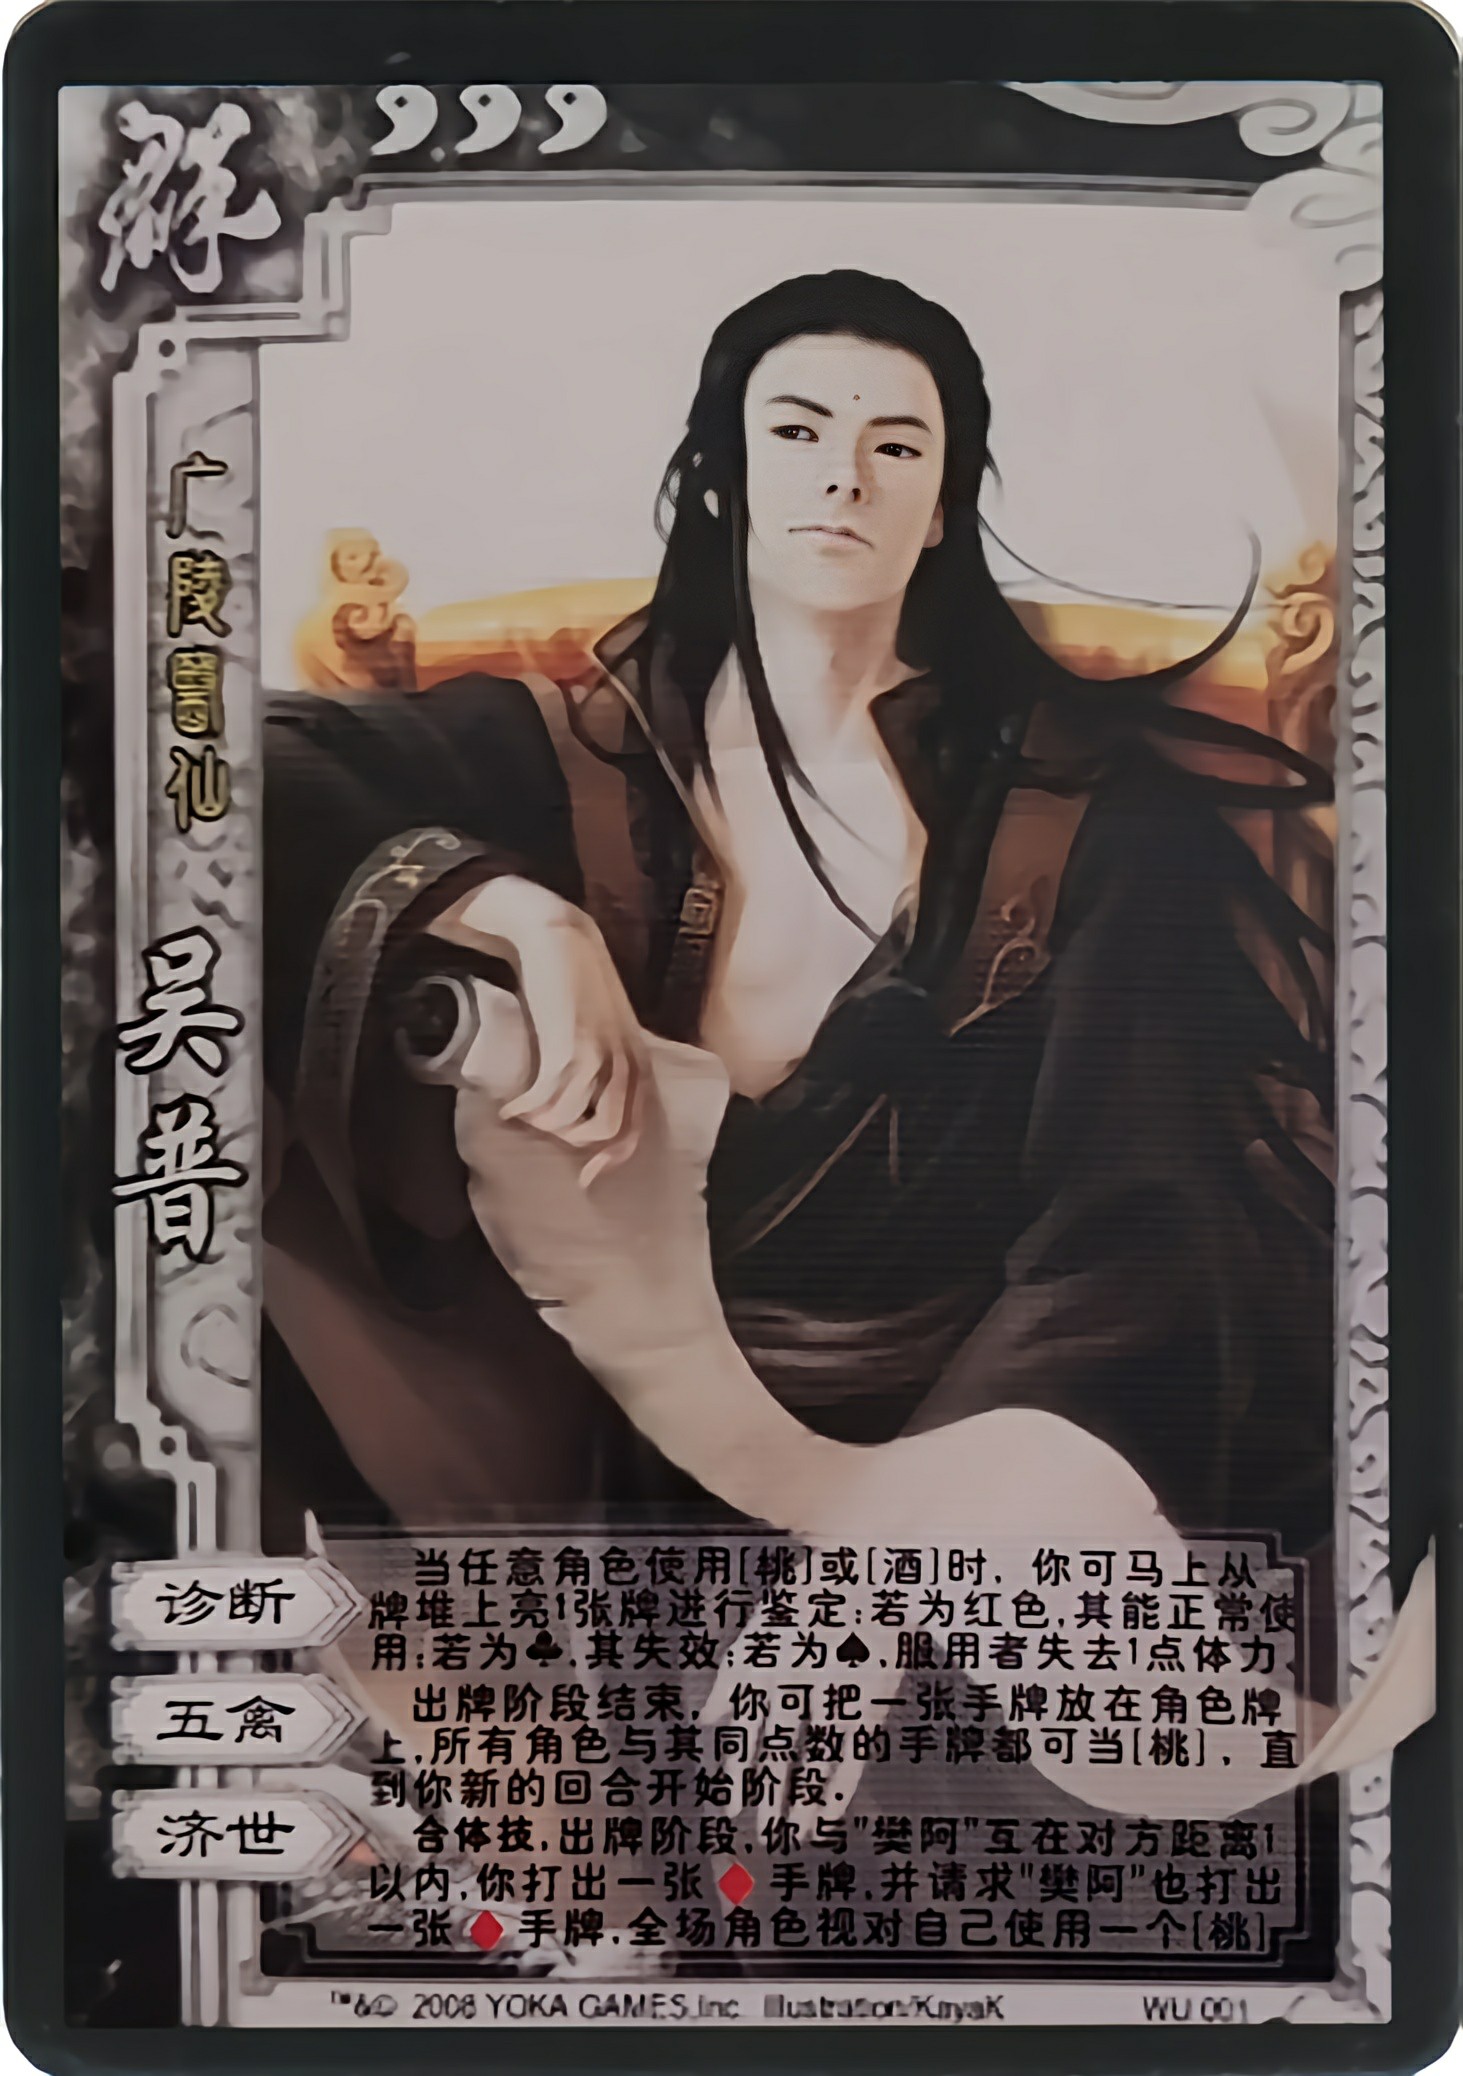 群
广陵
仙
吴普
诊断
当任意角色使用[桃]或[酒]时，你可马上从
牌堆上亮1张牌进行鉴定;若为红色,其能正常使
用;若为♣,其失效;若为♠,服用者失去1点体力.
五禽
出牌阶段结束，你可把一张手牌放在角色牌
上,所有角色与其同点数的手牌都可当[桃]，直
到你新的回合开始阶段.
济世
合体技,出牌阶段,你与"樊阿"互在对方距离1
以内,你打出一张♦手牌,并请求"樊阿"也打出
一张♦手牌,全场角色视对自己使用一个[桃]
™&© 2008 YOKA GAMES.Inc. Illustration/KayaK
WU 001